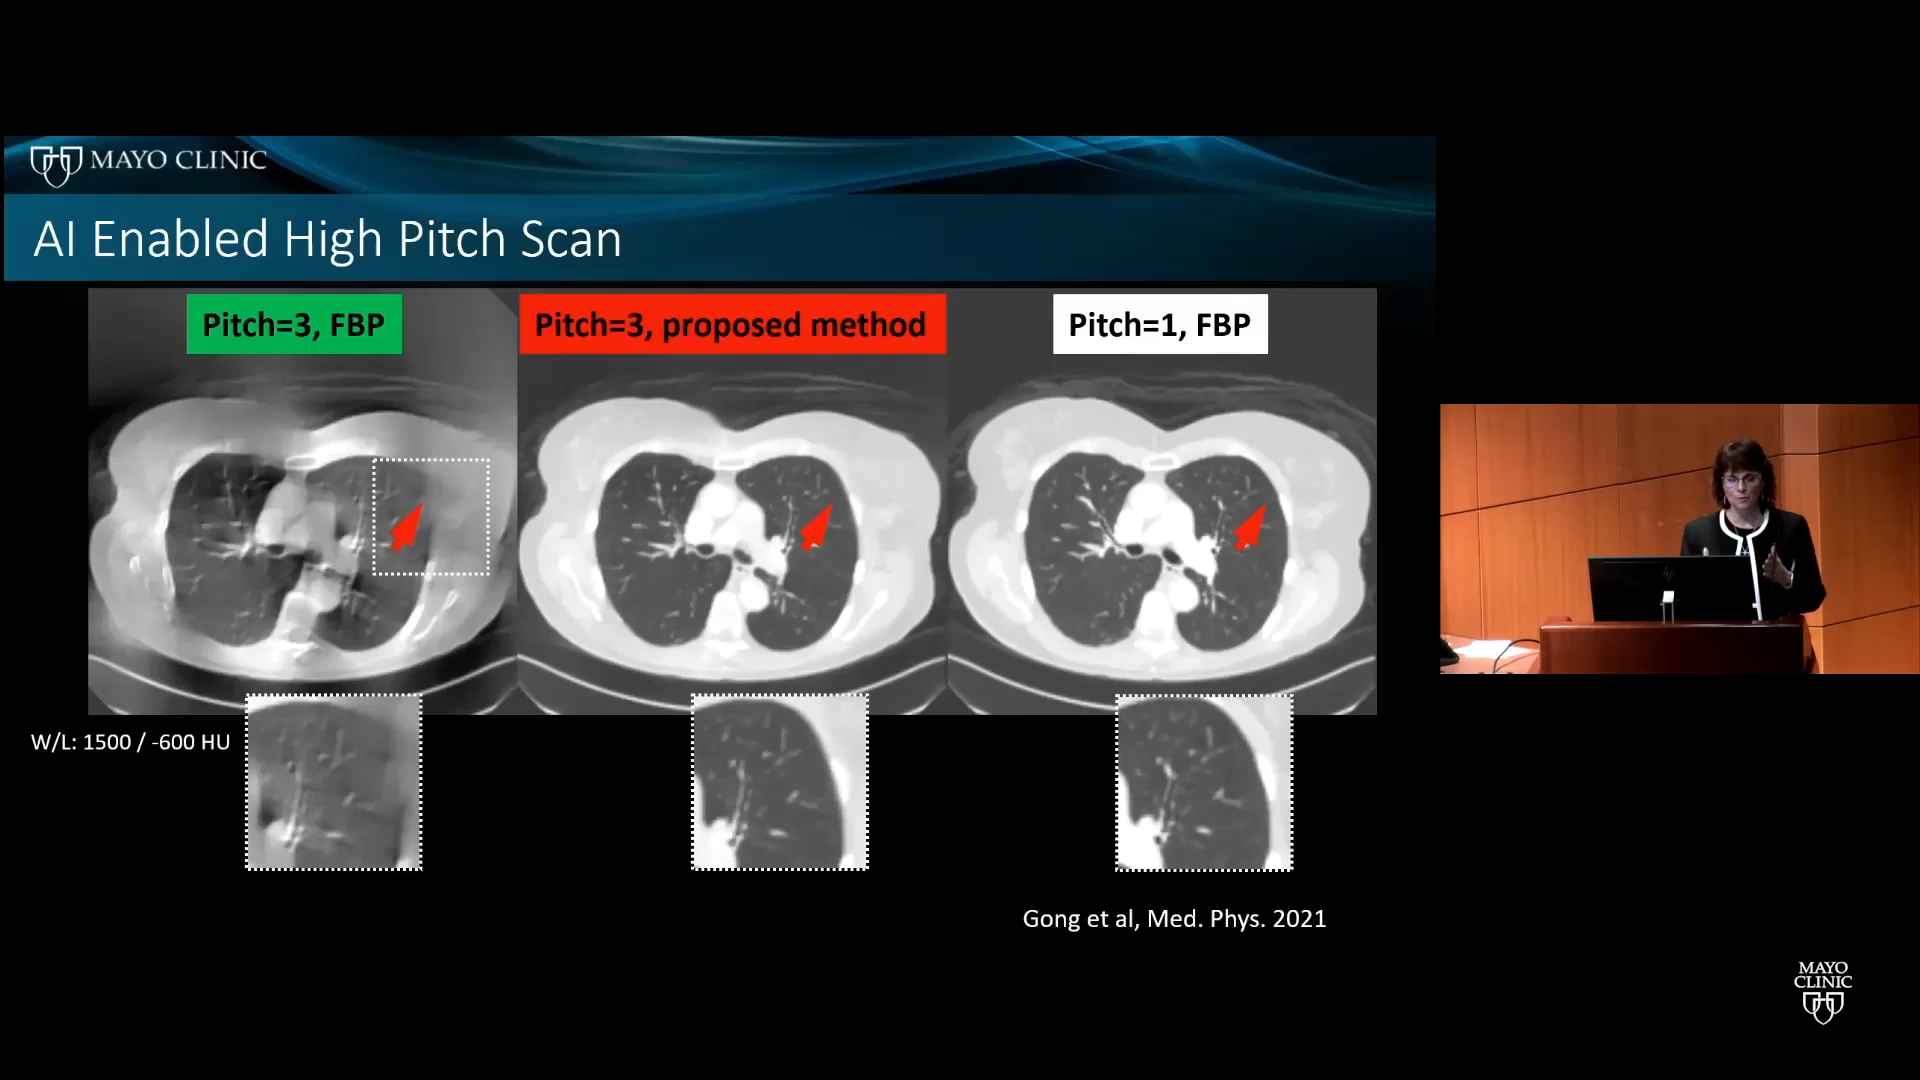 MAYO CLINIC
AI Enabled High Pitch Scan
Pitch=3, FBP
Pitch=3, proposed method
Pitch=1, FBP
W/L: 1500 / -600 HU
Gong et al, Med. Phys. 2021
hp
MAYO
CLINIC